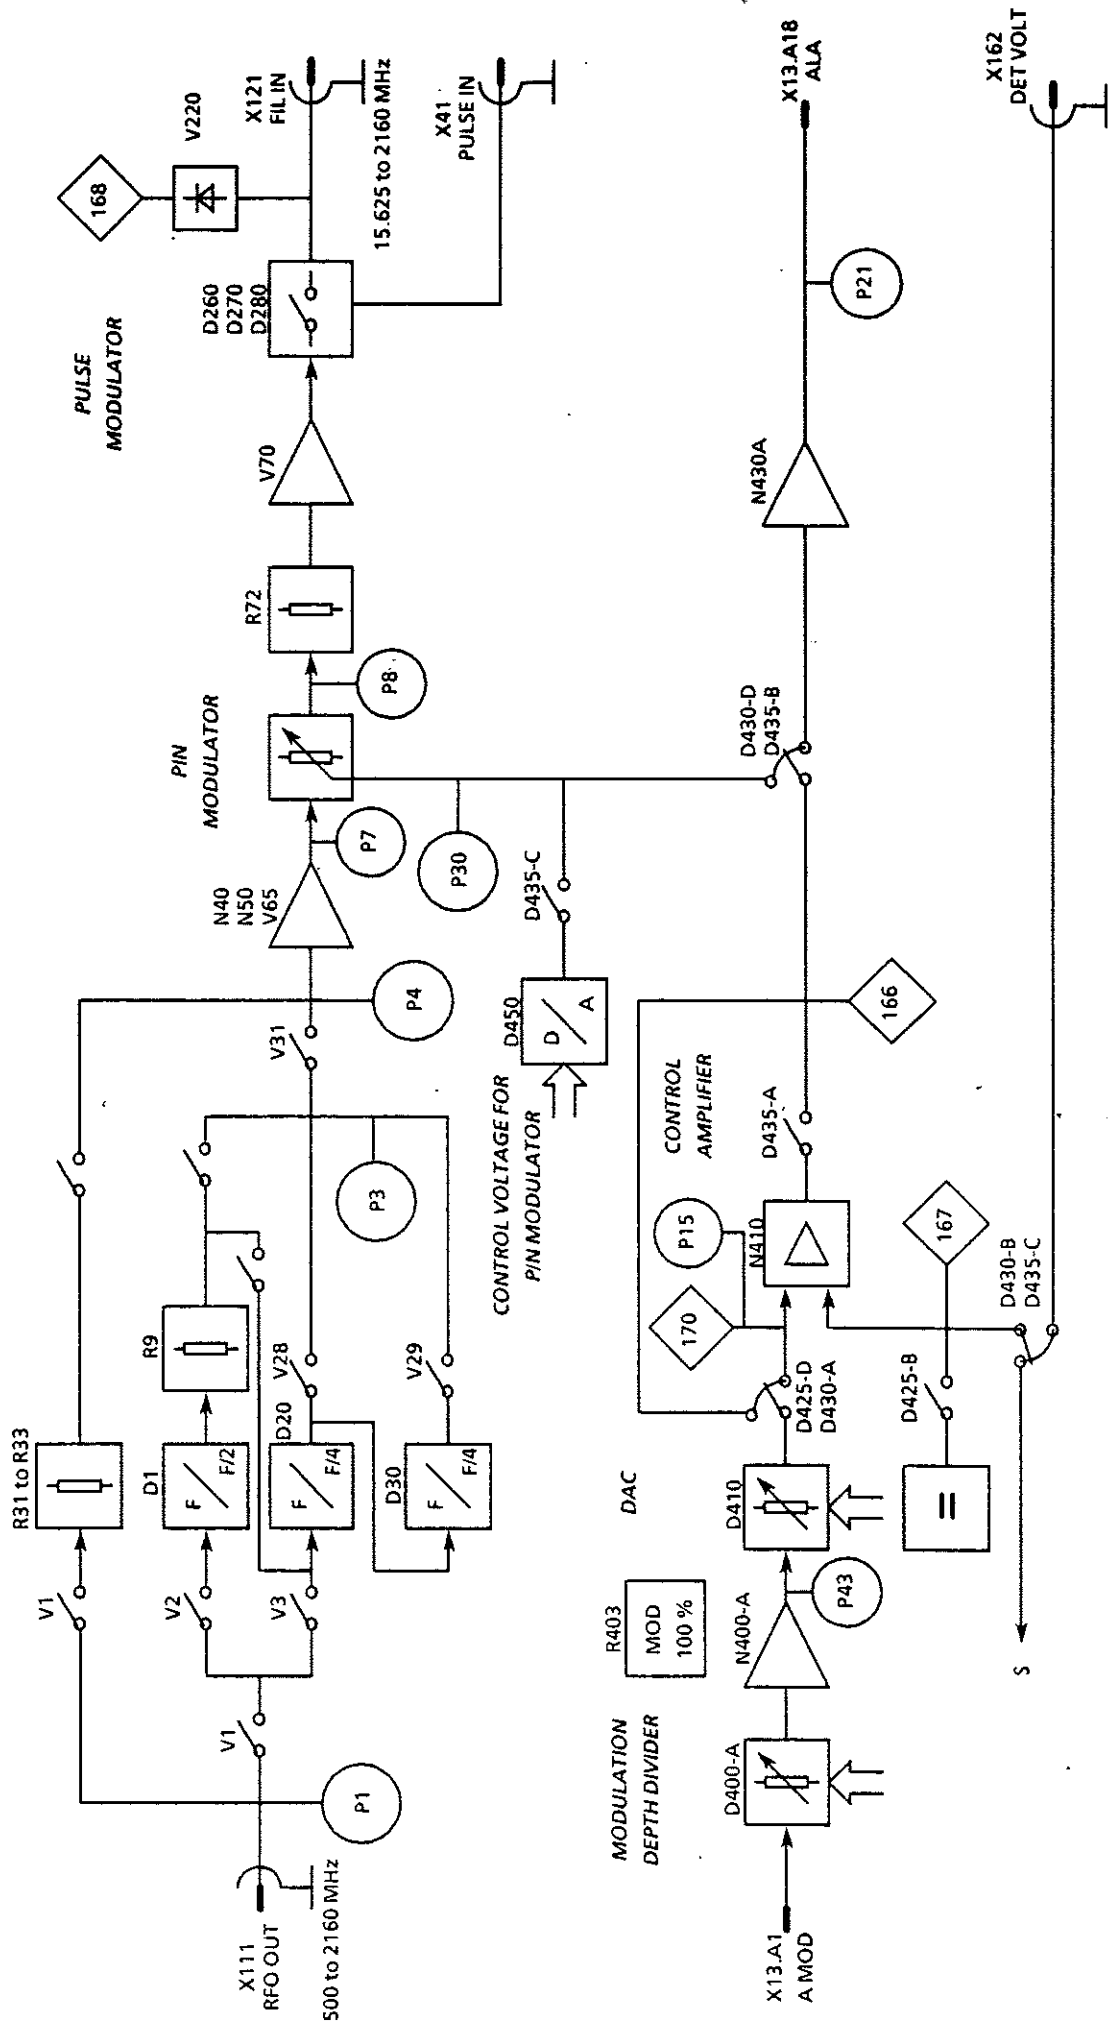 X111
RFO OUT
500 to 2160 MHz
P1
V1
V1
V2
V3
R31 to R33
D1
F
F/2
R9
D20
F
F/4
V28
D30
F
F/4
V29
P3
V31
P4
N40
N50
V65
P7
PIN
MODULATOR
P8
R72
V70
PULSE
MODULATOR
D260
D270
D280
168
V220
X121
FIL IN
15.625 to 2160 MHz
X41
PULSE IN
P30
D435-C
D450
D
A
CONTROL VOLTAGE FOR
PIN MODULATOR
X13.A1
A MOD
MODULATION
DEPTH DIVIDER
D400-A
R403
MOD
100 %
N400-A
P43
DAC
D410
D425-D
D430-A
170
P15
N410
CONTROL
AMPLIFIER
D435-A
166
D430-D
D435-B
N430A
P21
X13.A18
ALA
=
D425-B
167
D430-B
D435-C
S
X162
DET VOLT